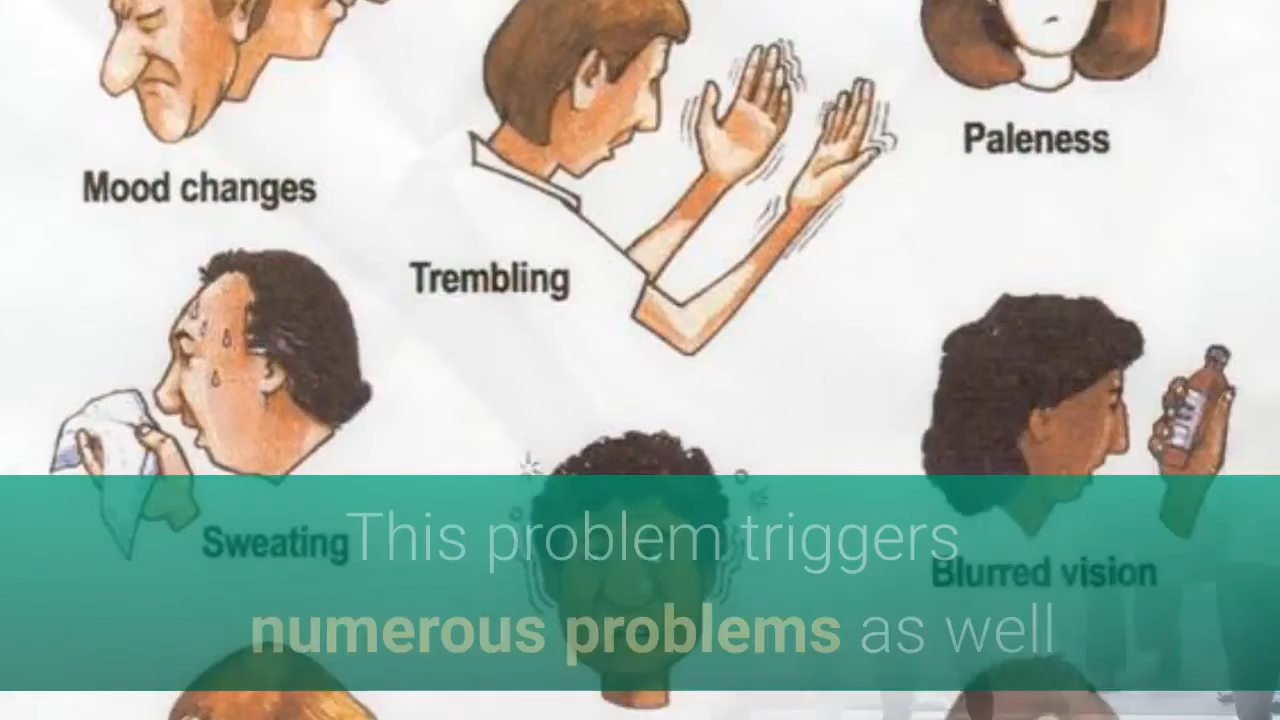 Paleness
Mood changes
Trembling
Sweating
Blurred vision
This problem triggers
numerous problems as well